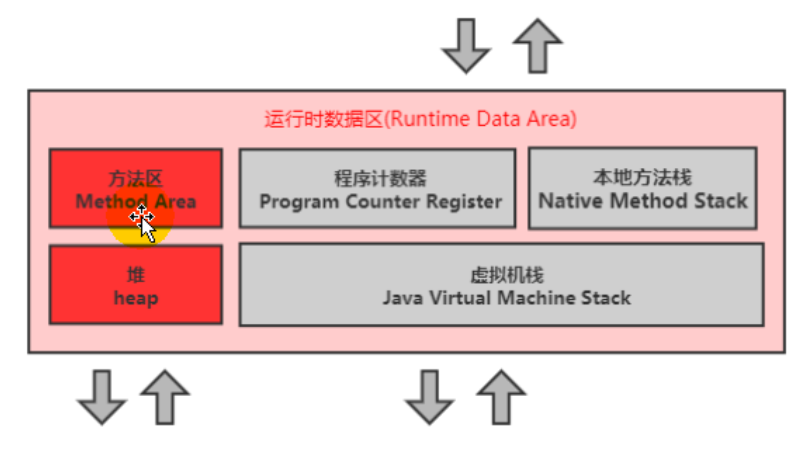 运行时数据区(Runtime Data Area)
方法区
Method Area
程序计数器
Program Counter Register
本地方法栈
Native Method Stack
堆
heap
虚拟机栈
Java Virtual Machine Stack